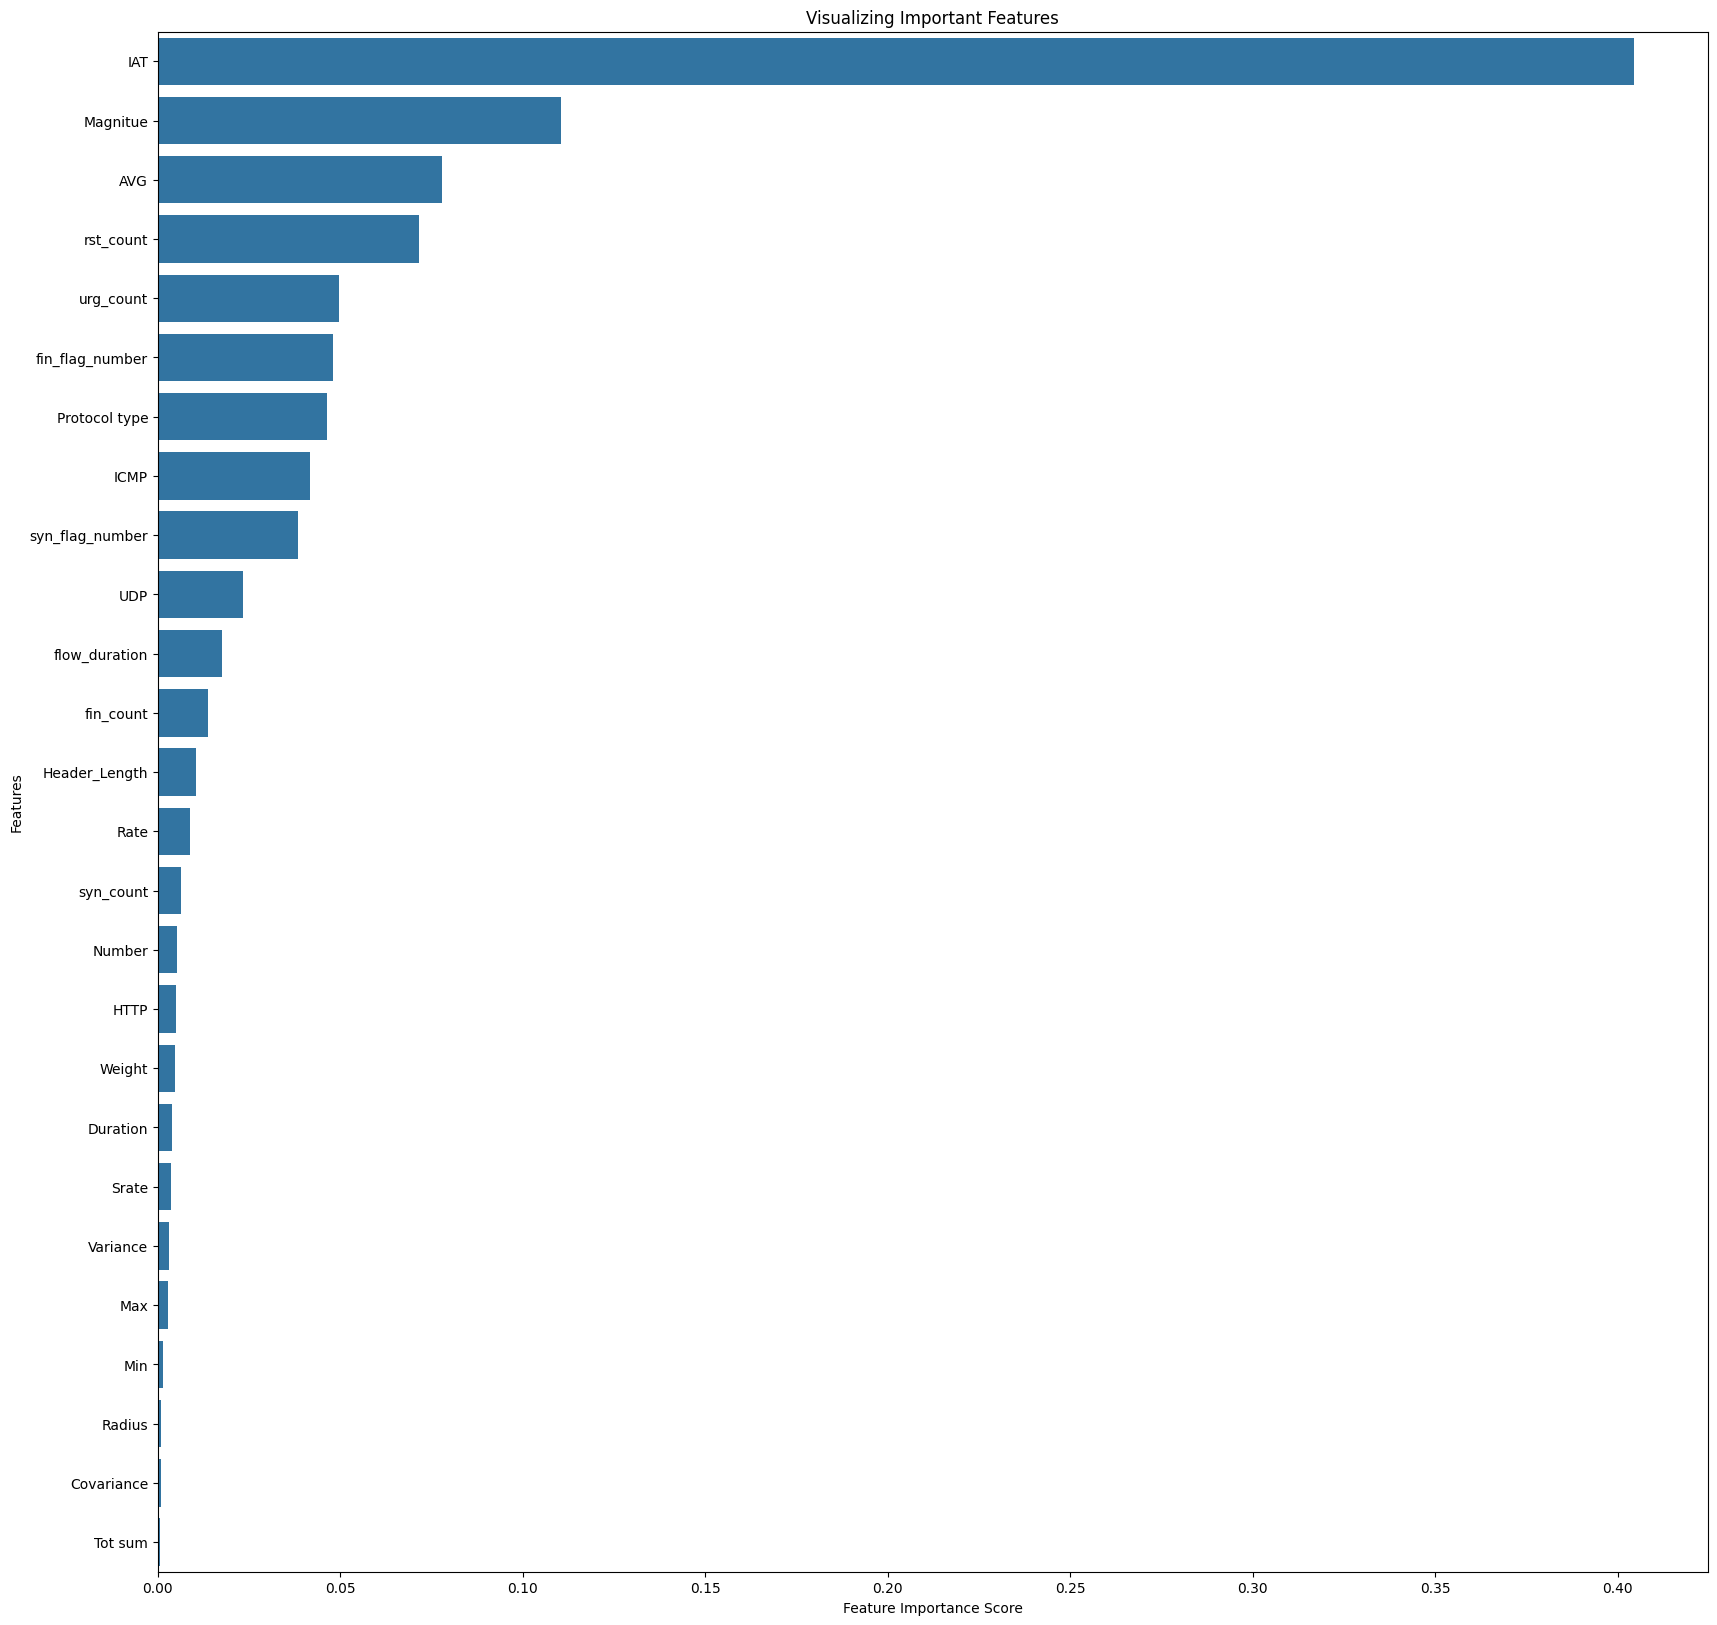 Visualizing Important Features
IAT
Magnitue
AVG
rst_count
urg_count
fin_flag_number
Protocol type
ICMP
syn_flag_number
UDP
flow_duration
fin_count
Header_Length
Rate
syn_count
Number
HTTP
Weight
Duration
Srate
Variance
Max
Min
Radius
Covariance
Tot sum
Features
0.00 0.05 0.10 0.15 0.20 0.25 0.30 0.35 0.40
Feature Importance Score